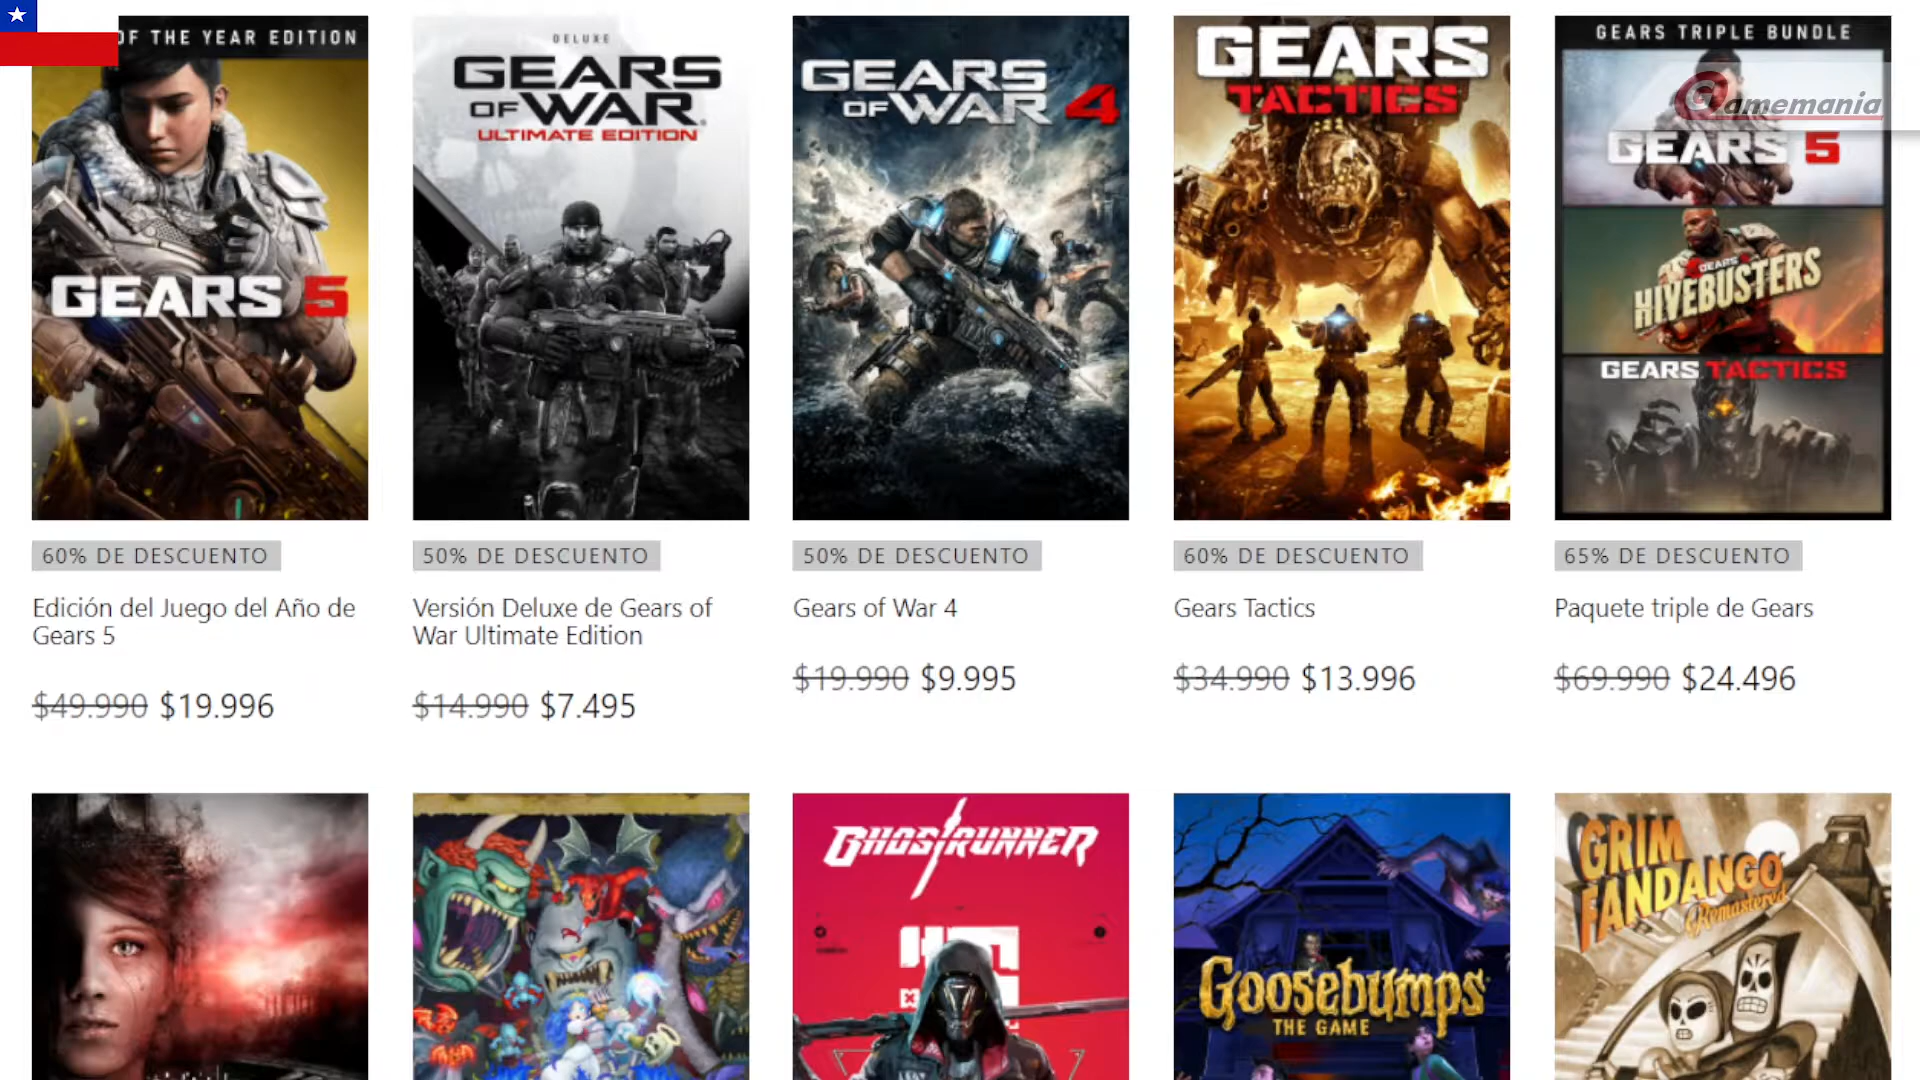 OF THE YEAR EDITION
GEARS 5
DELUXE
GEARS
OF WAR
ULTIMATE EDITION
GEARS
OF WAR 4
GEARS
TACTICS
GEARS TRIPLE BUNDLE
Gamemania
GEARS 5
GEARS
HIVEBUSTERS
GEARS TACTICS
60% DE DESCUENTO
50% DE DESCUENTO
50% DE DESCUENTO
60% DE DESCUENTO
65% DE DESCUENTO
Edición del Juego del Año de
Gears 5
Versión Deluxe de Gears of
War Ultimate Edition
Gears of War 4
Gears Tactics
Paquete triple de Gears
$49.990 $19.996
$14.990 $7.495
$19.990 $9.995
$34.990 $13.996
$69.990 $24.496
GHOSTRUNNER
Goosebumps
THE GAME
GRIM
FANDANGO
Remastered